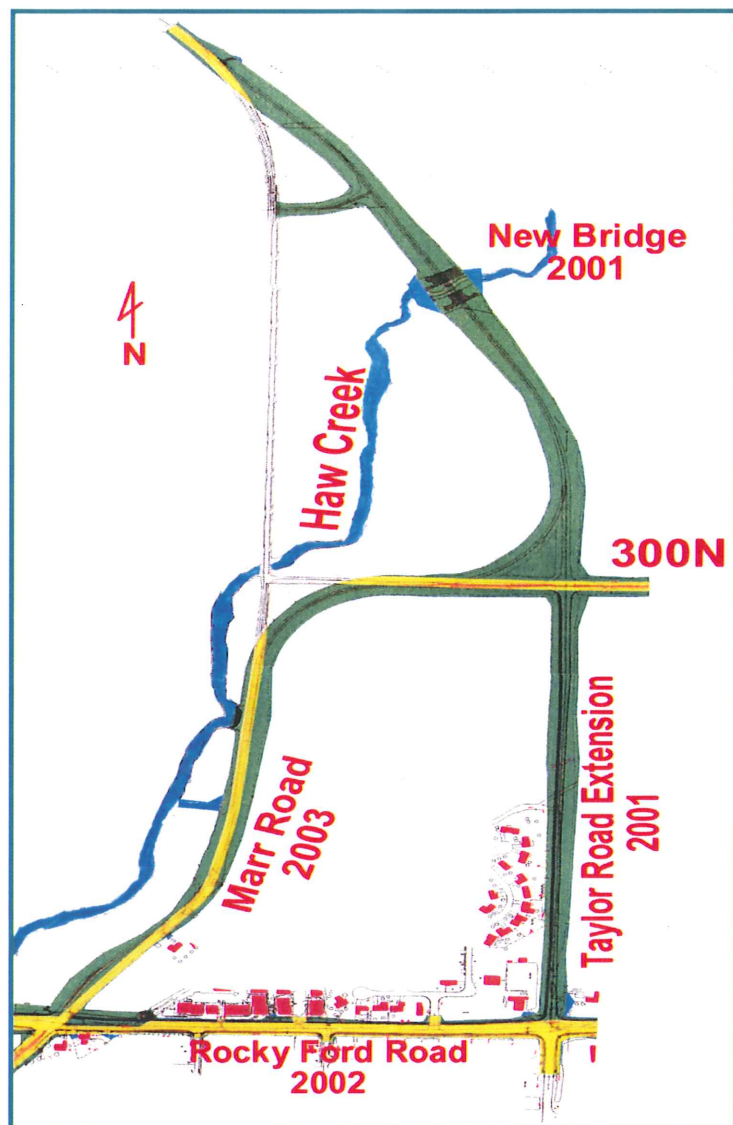 New Bridge
2001
N
Haw Creek
300N
Taylor Road Extension
2001
Marr Road
2003
Rocky Ford Road
2002